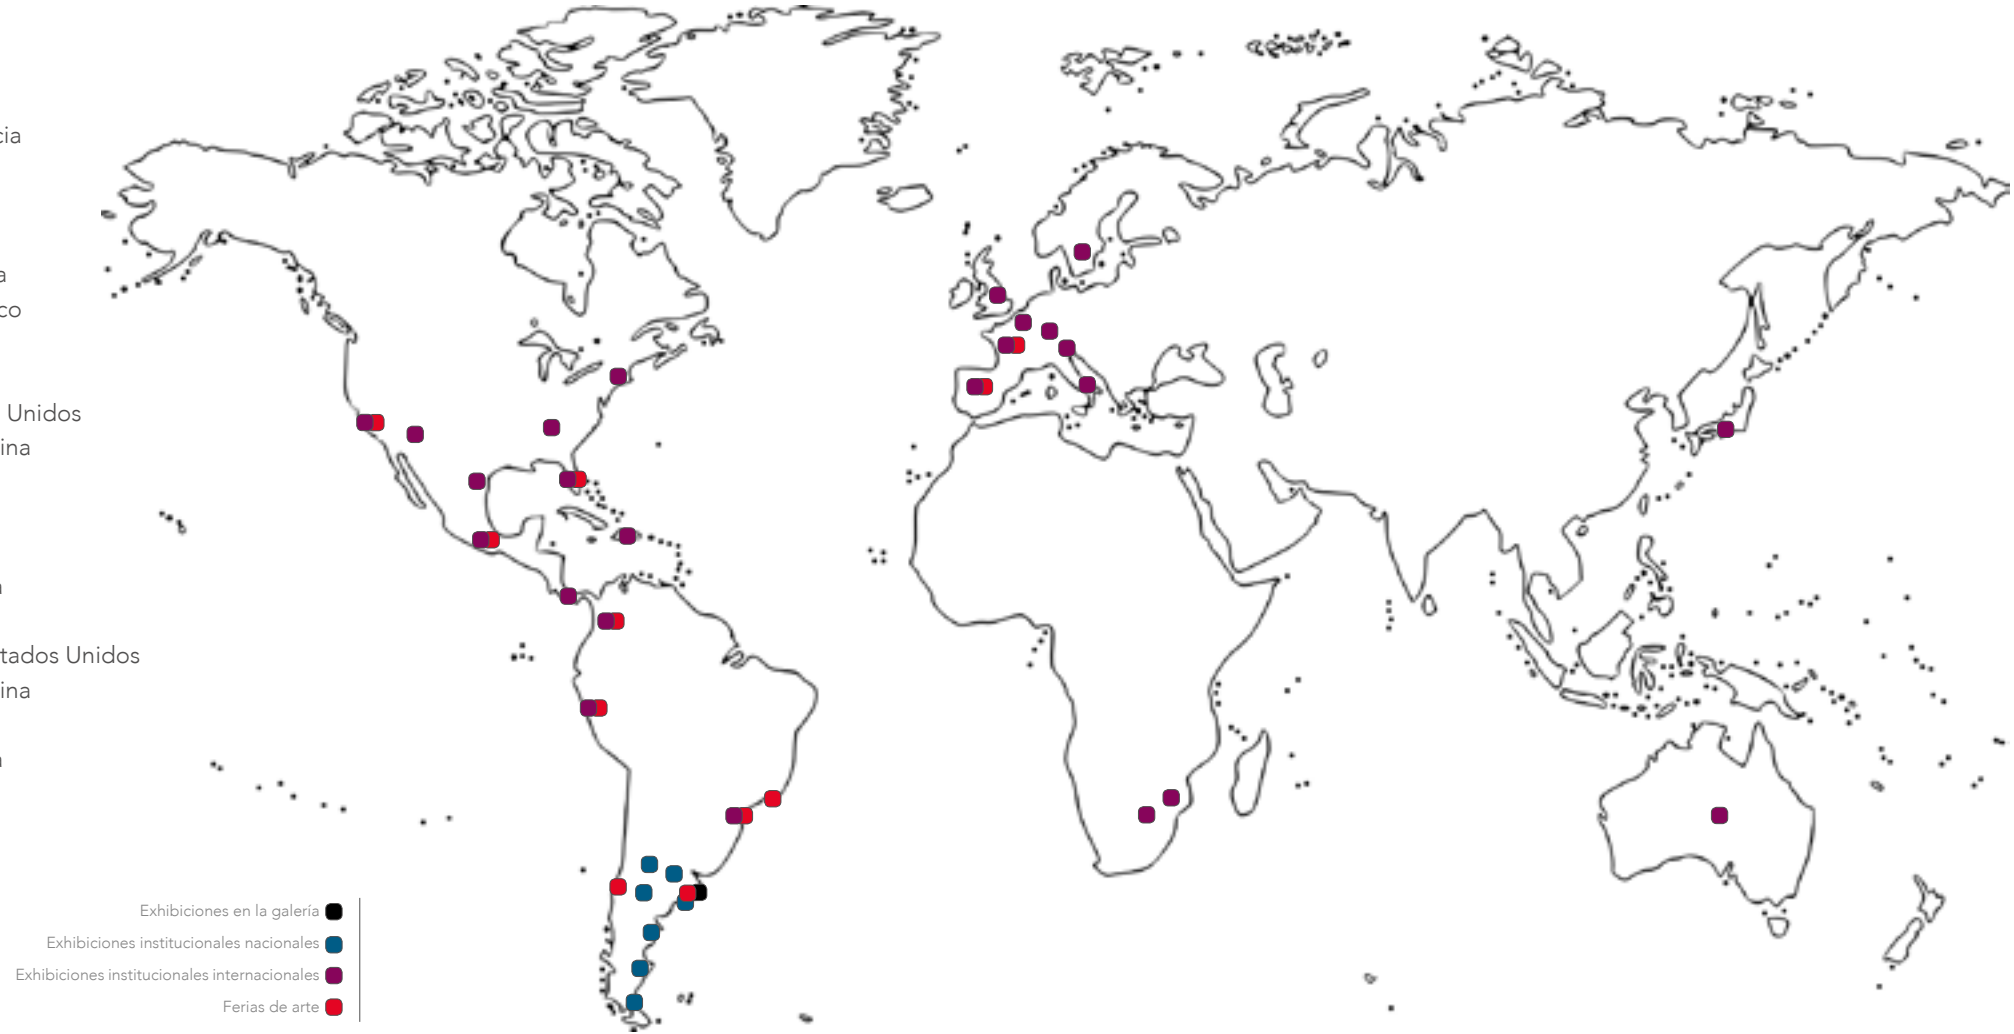 cia
a
co
Unidos
ina
a
tados Unidos
ina
a
Exhibiciones en la galería
Exhibiciones institucionales nacionales
Exhibiciones institucionales internacionales
Ferias de arte